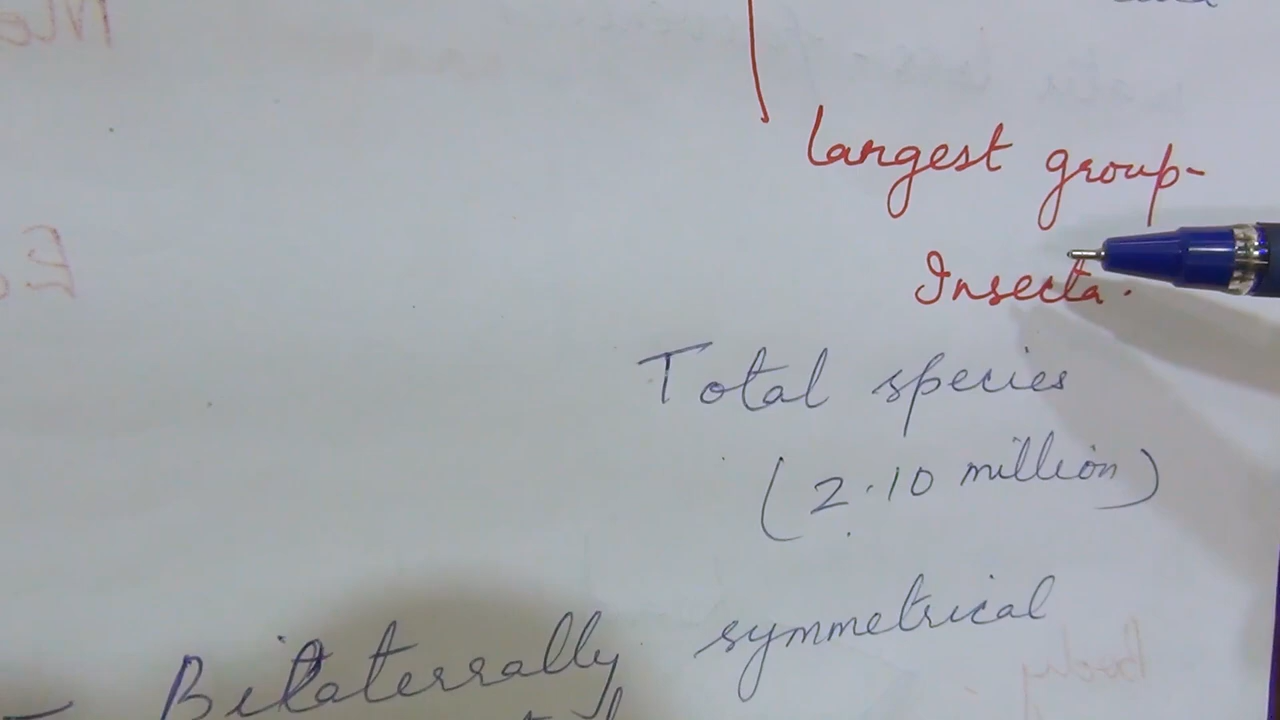 largest group-
Insecta.
Total species
(2.10 million)
- Bilaterrally symmetrical